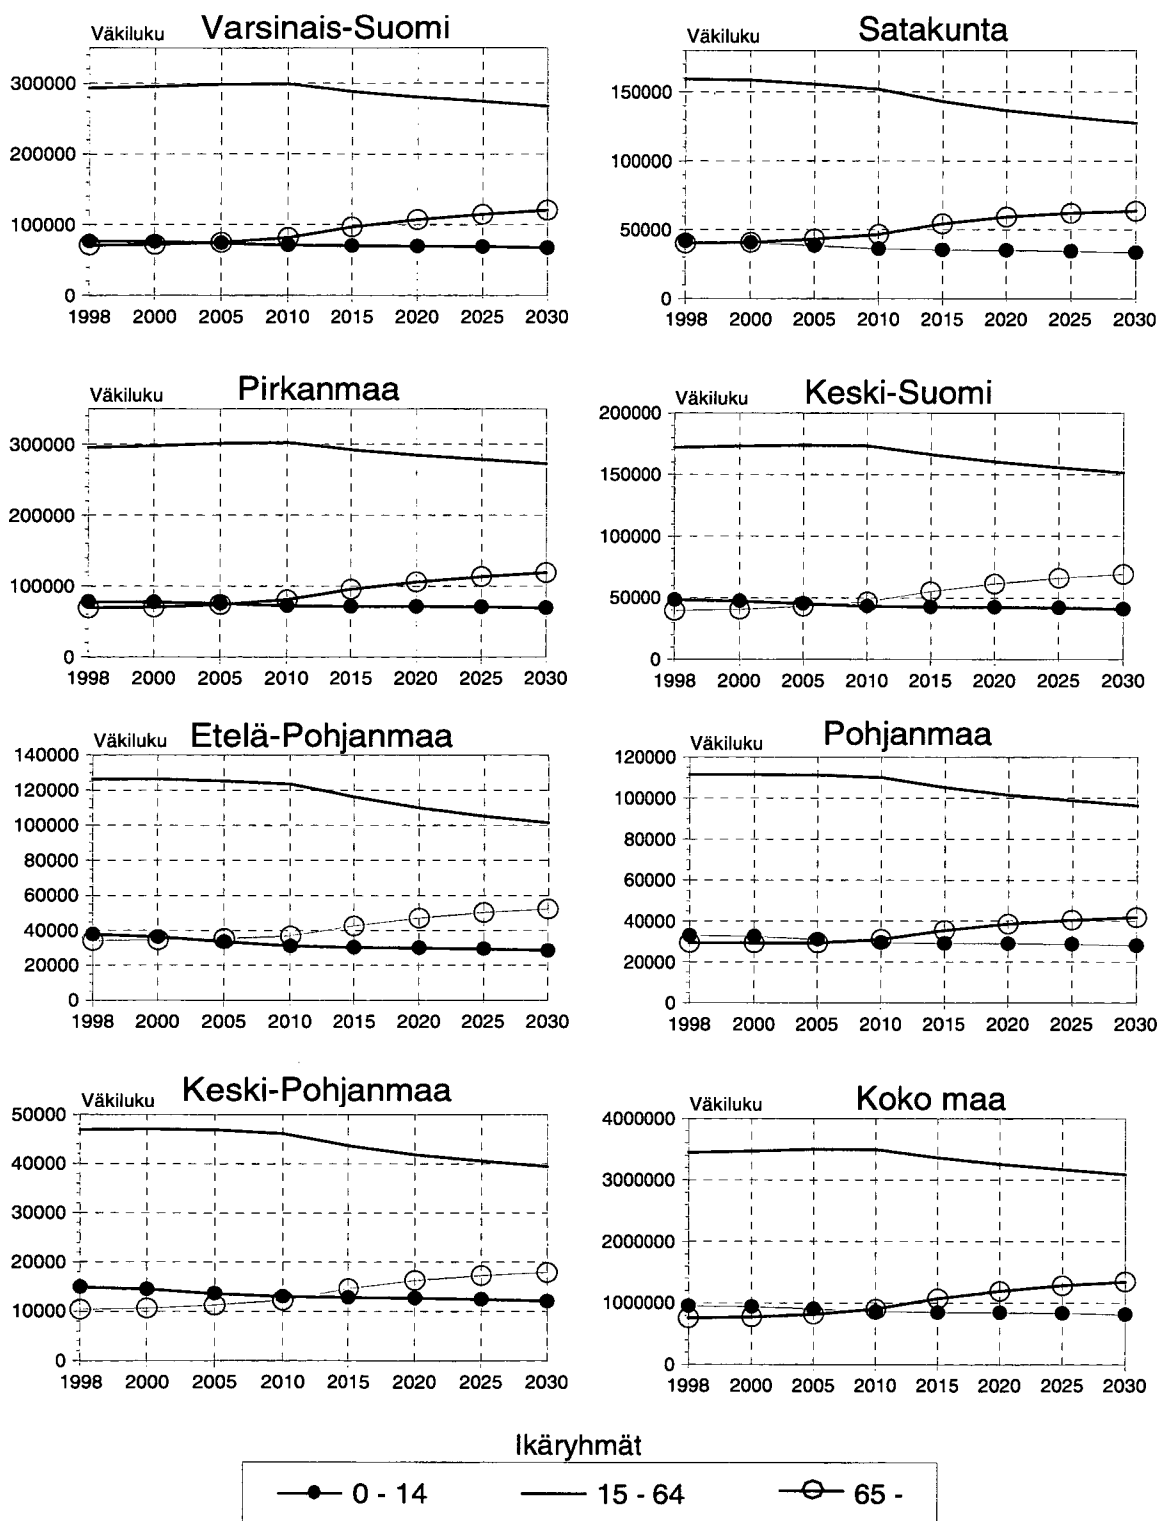 Väkiluku Varsinais-Suomi
300000
200000
100000
0
1998 2000 2005 2010 2015 2020 2025 2030
Väkiluku Satakunta
150000
100000
50000
0
1998 2000 2005 2010 2015 2020 2025 2030
Väkiluku Pirkanmaa
300000
200000
100000
0
1998 2000 2005 2010 2015 2020 2025 2030
Väkiluku Keski-Suomi
200000
150000
100000
50000
0
1998 2000 2005 2010 2015 2020 2025 2030
Väkiluku Etelä-Pohjanmaa
140000
120000
100000
80000
60000
40000
20000
0
1998 2000 2005 2010 2015 2020 2025 2030
Väkiluku Pohjanmaa
120000
100000
80000
60000
40000
20000
0
1998 2000 2005 2010 2015 2020 2025 2030
Väkiluku Keski-Pohjanmaa
50000
40000
30000
20000
10000
0
1998 2000 2005 2010 2015 2020 2025 2030
Väkiluku Koko maa
4000000
3000000
2000000
1000000
0
1998 2000 2005 2010 2015 2020 2025 2030
Ikäryhmät
0 - 14 15 - 64 65 -